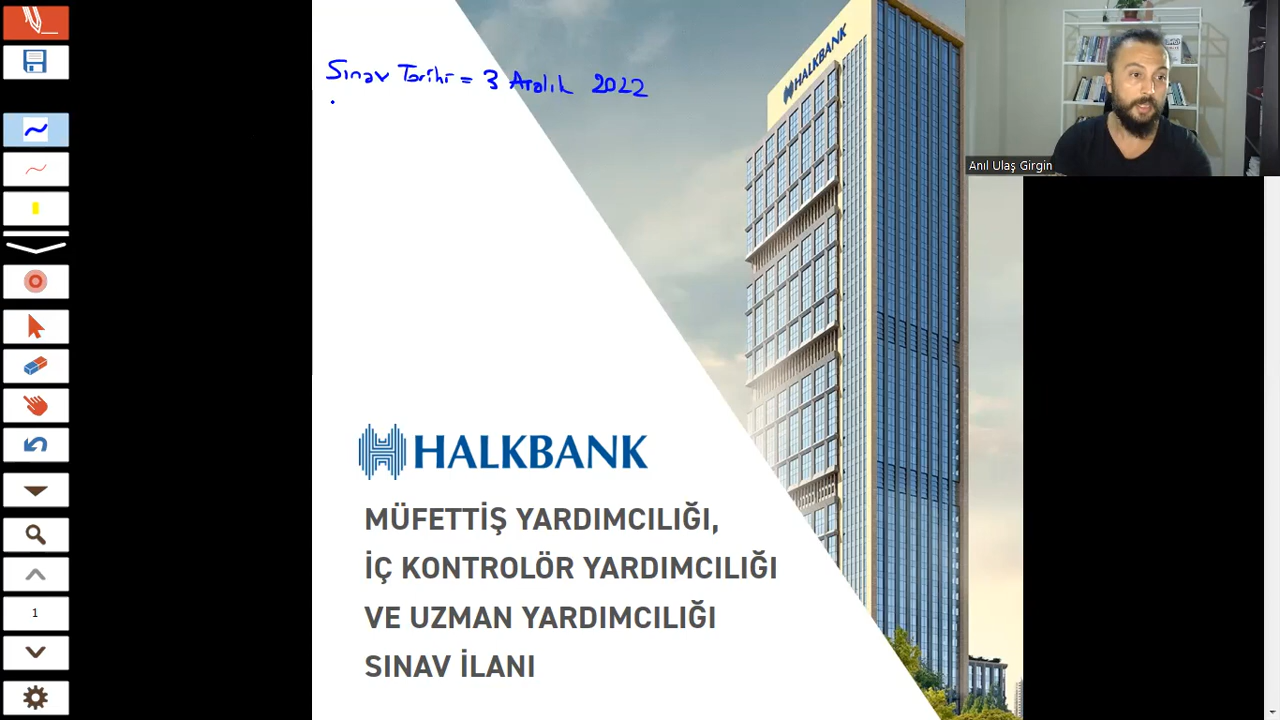 Sınav Tarihi = 3 Aralık 2022
HALKBANK
Anıl Ulaş Girgin
HALKBANK
MÜFETTİŞ YARDIMCILIĞI,
İÇ KONTROLÖR YARDIMCILIĞI
VE UZMAN YARDIMCILIĞI
SINAV İLANI
1